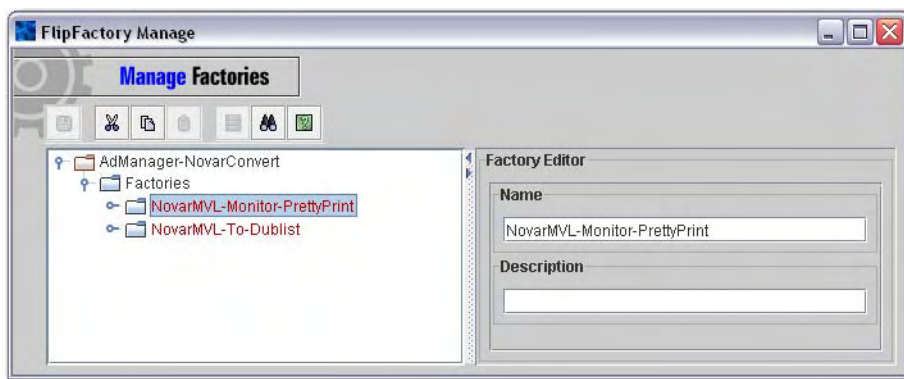 FlipFactory Manage
Manage Factories
AdManager-NovarConvert
Factories
NovarMVL-Monitor-PrettyPrint
NovarMVL-To-Dublist
Factory Editor
Name
NovarMVL-Monitor-PrettyPrint
Description